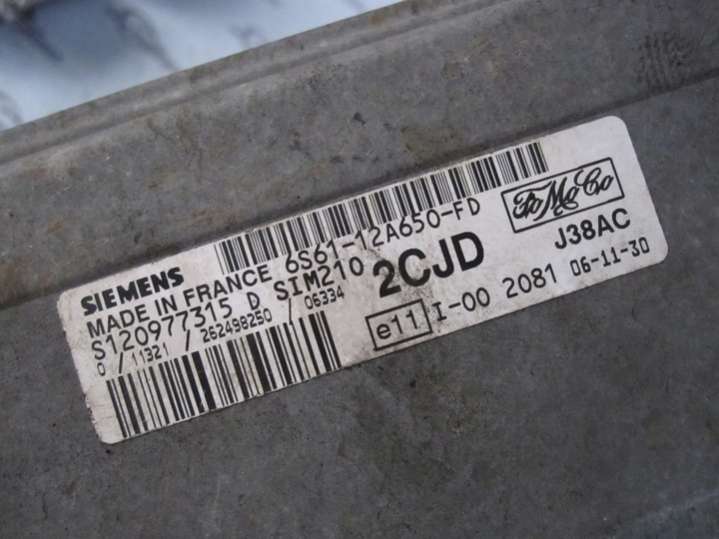 6S61-12A650-FD
FoMoCo
SIEMENS
MADE IN FRANCE
SIM210
2CJD
J38AC
S120977315 D
0 / 11321 / 262498250 / 06334
e11
I-00 2081 06-11-30